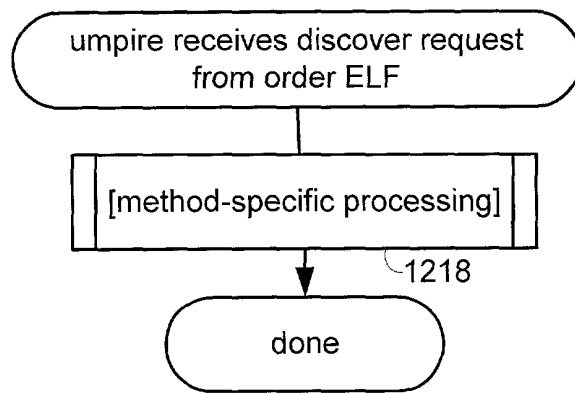 umpire receives discover request
from order ELF
[method-specific processing]
1218
done